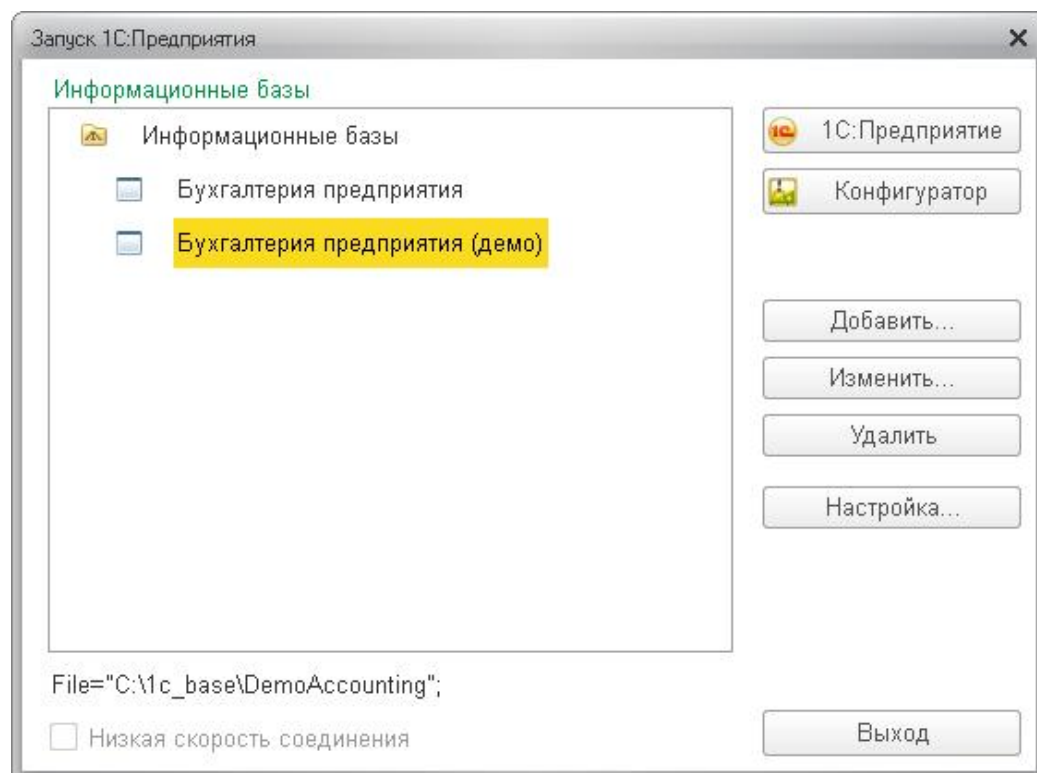 Запуск 1С:Предприятия
Информационные базы
Информационные базы
Бухгалтерия предприятия
Бухгалтерия предприятия (демо)
1С:Предприятие
Конфигуратор
Добавить...
Изменить...
Удалить
Настройка...
File="C:\1c_base\DemoAccounting";
Низкая скорость соединения
Выход